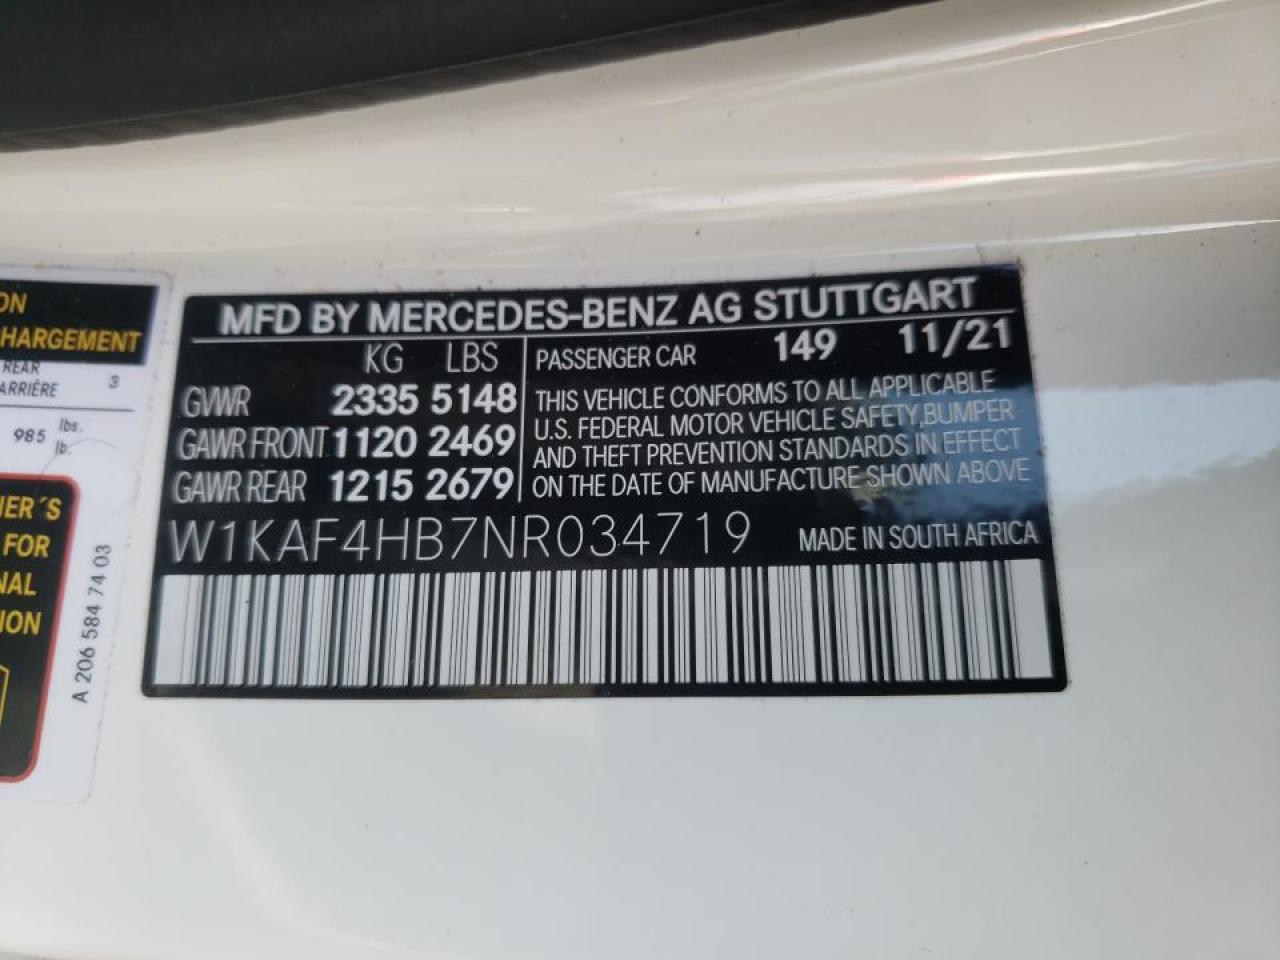 ON
HARGEMENT
REAR
ARRIÈRE
3
985 lbs.
lb.
NER´S
FOR
NAL
ION
A 206 584 74 03
MFD BY MERCEDES-BENZ AG STUTTGART
KG LBS
GVWR 2335 5148
GAWR FRONT 1120 2469
GAWR REAR 1215 2679
PASSENGER CAR 149 11/21
THIS VEHICLE CONFORMS TO ALL APPLICABLE
U.S. FEDERAL MOTOR VEHICLE SAFETY,BUMPER
AND THEFT PREVENTION STANDARDS IN EFFECT
ON THE DATE OF MANUFACTURE SHOWN ABOVE
W1KAF4HB7NR034719 MADE IN SOUTH AFRICA